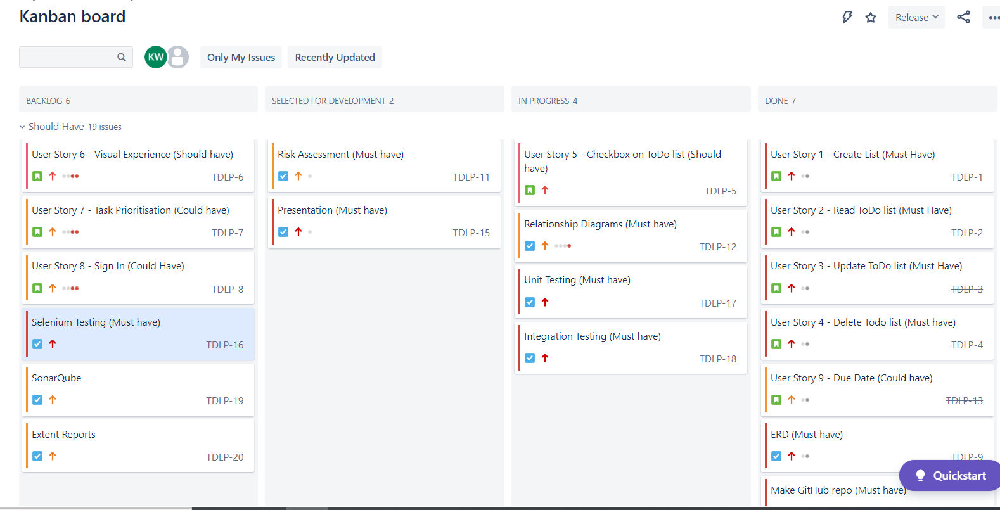 Kanban board
Release
KW
Only My Issues
Recently Updated
BACKLOG 6
SELECTED FOR DEVELOPMENT 2
IN PROGRESS 4
DONE 7
Should Have 19 issues
User Story 6 - Visual Experience (Should have)
TDLP-6
User Story 7 - Task Prioritisation (Could have)
TDLP-7
User Story 8 - Sign In (Could Have)
TDLP-8
Selenium Testing (Must have)
TDLP-16
SonarQube
TDLP-19
Extent Reports
TDLP-20
Risk Assessment (Must have)
TDLP-11
Presentation (Must have)
TDLP-15
User Story 5 - Checkbox on ToDo list (Should
have)
TDLP-5
Relationship Diagrams (Must have)
TDLP-12
Unit Testing (Must have)
TDLP-17
Integration Testing (Must have)
TDLP-18
User Story 1 - Create List (Must Have)
TDLP-1
User Story 2 - Read ToDo list (Must Have)
TDLP-2
User Story 3 - Update ToDo list (Must Have)
TDLP-3
User Story 4 - Delete Todo list (Must have)
TDLP-4
User Story 9 - Due Date (Could have)
TDLP-13
ERD (Must have)
TDLP-9
Make GitHub repo (Must have)
Quickstart